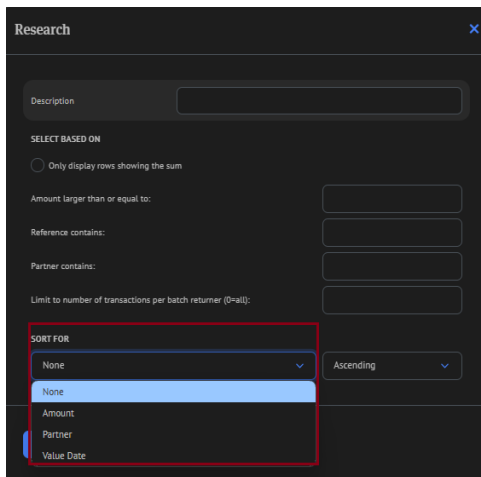 Research
Description
SELECT BASED ON
Only display rows showing the sum
Amount larger than or equal to:
Reference contains:
Partner contains:
Limit to number of transactions per batch returner (0=all):
SORT FOR
None Ascending
None
Amount
Partner
Value Date